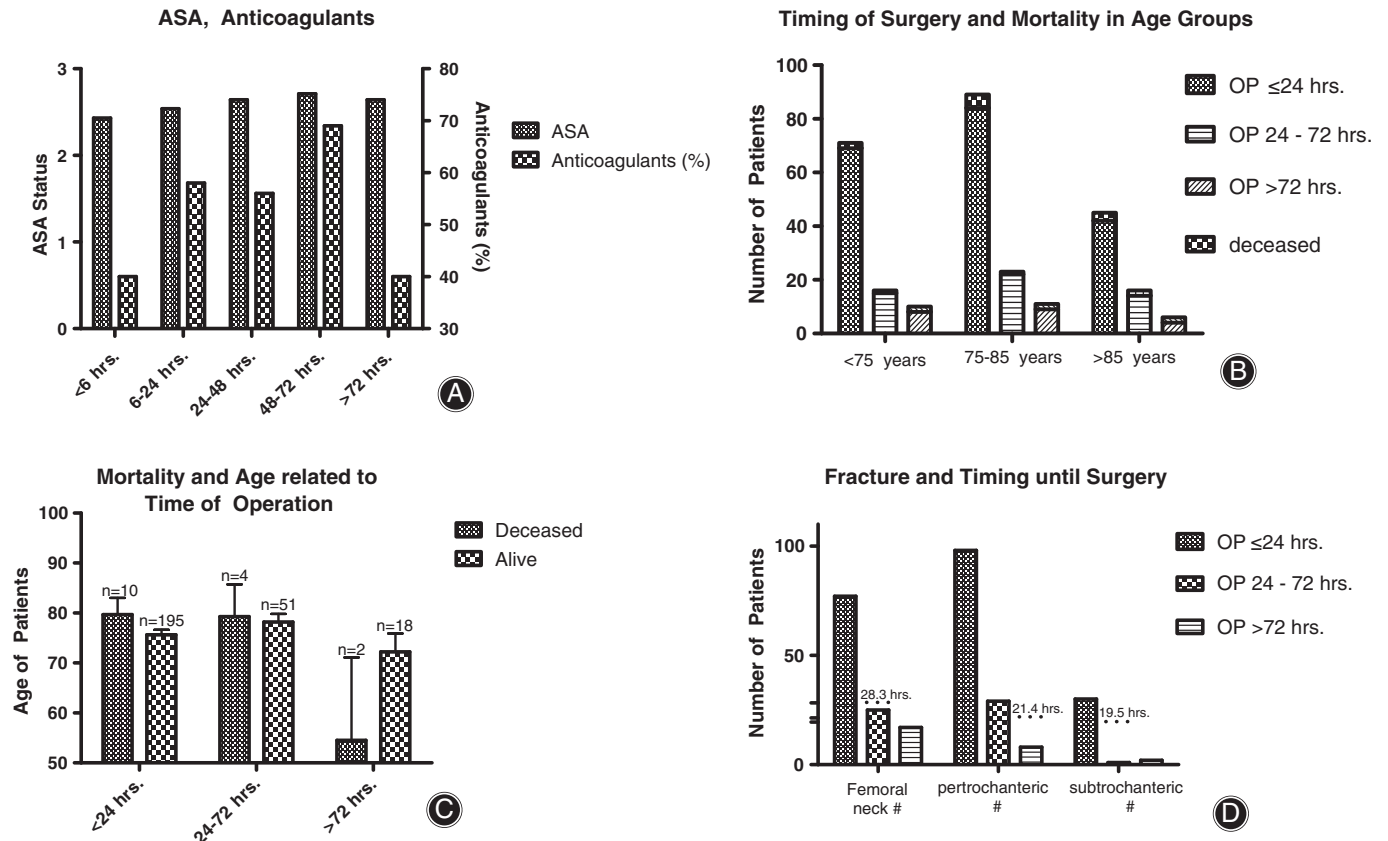 ASA, Anticoagulants
3
2
1
0
ASA Status
80
70
60
50
40
30
Anticoagulants (%)
<6 hrs.
6-24 hrs.
24-48 hrs.
48-72 hrs.
>72 hrs.
ASA
Anticoagulants (%)
A
Timing of Surgery and Mortality in Age Groups
100
80
60
40
20
0
Number of Patients
<75 years
75-85 years
>85 years
OP ≤24 hrs.
OP 24 - 72 hrs.
OP >72 hrs.
deceased
B
Mortality and Age related to
Time of Operation
100
90
80
70
60
50
Age of Patients
n=10
n=195
n=4
n=51
n=2
n=18
<24 hrs.
24-72 hrs.
>72 hrs.
Deceased
Alive
C
Fracture and Timing until Surgery
100
50
0
Number of Patients
28.3 hrs.
21.4 hrs.
19.5 hrs.
Femoral
neck #
pertrochanteric
#
subtrochanteric
#
OP ≤24 hrs.
OP 24 - 72 hrs.
OP >72 hrs.
D